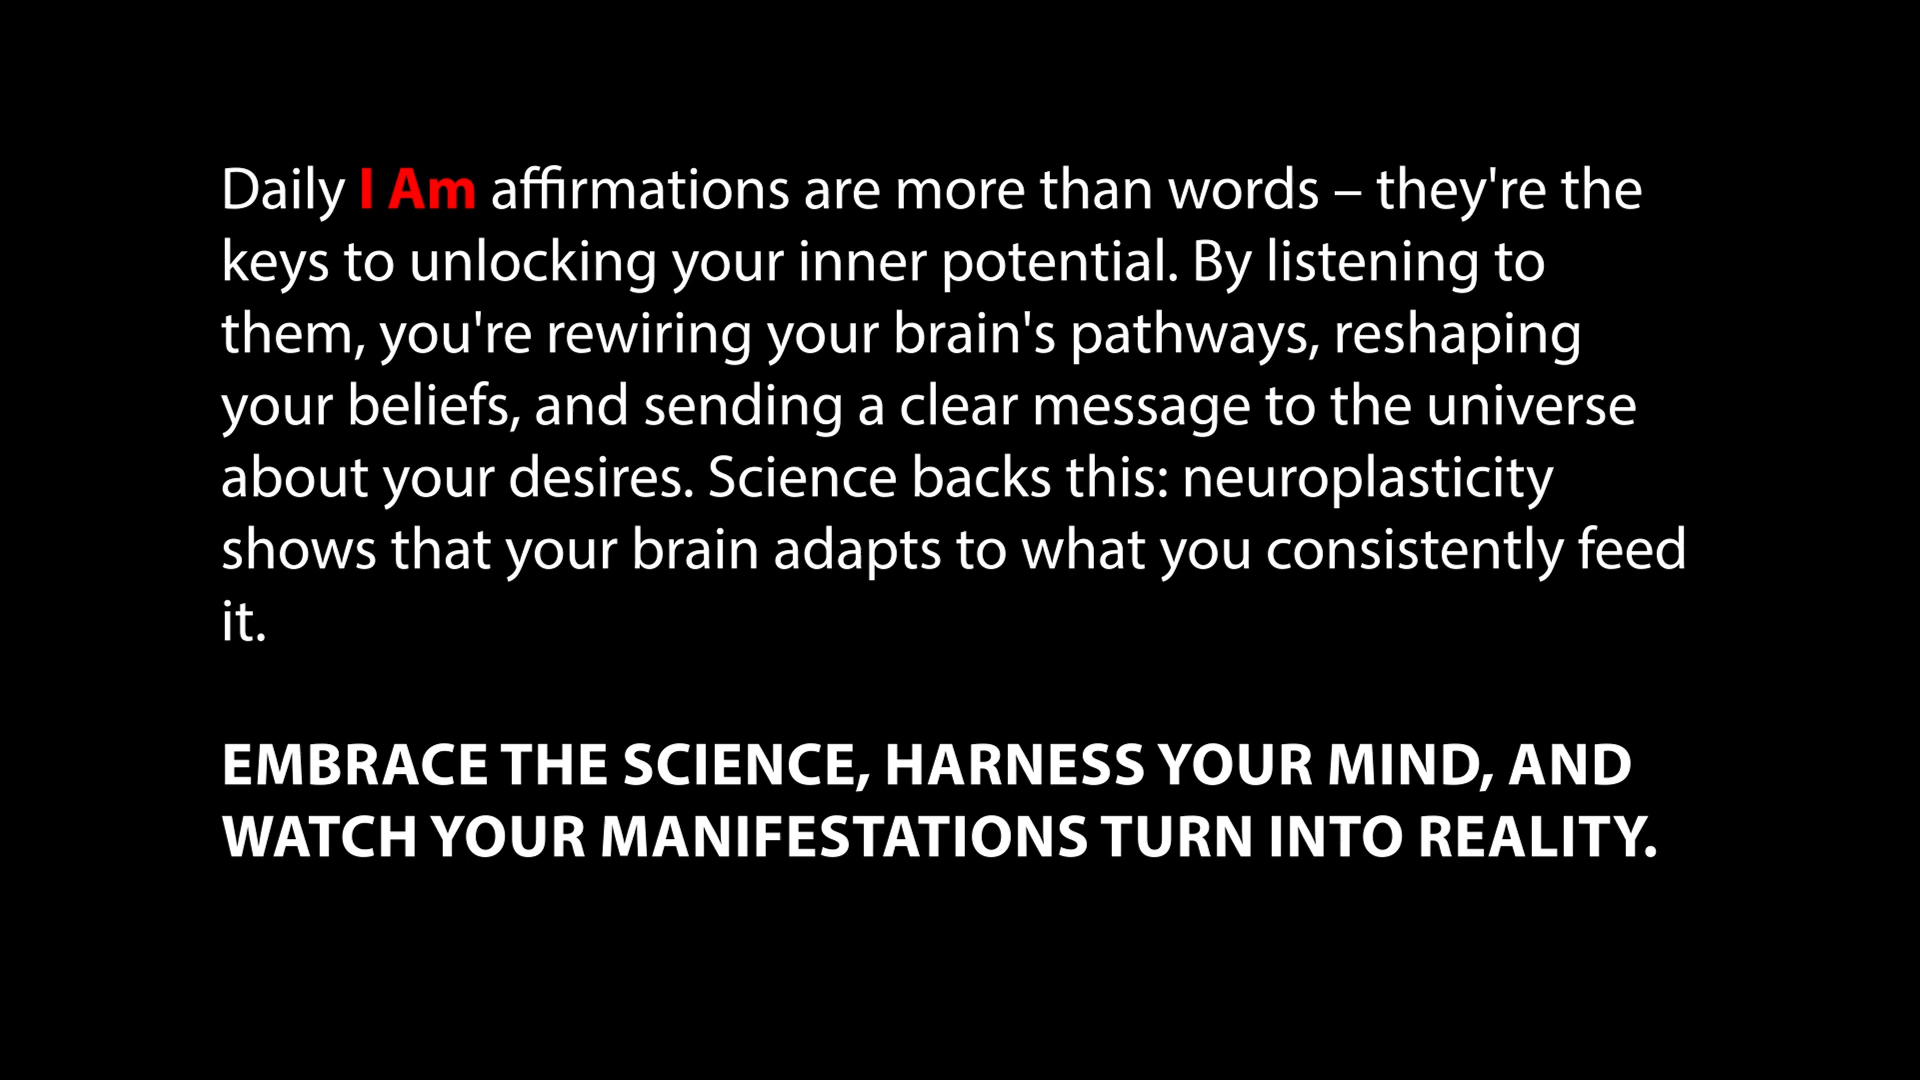 Daily I Am affirmations are more than words – they're the
keys to unlocking your inner potential. By listening to
them, you're rewiring your brain's pathways, reshaping
your beliefs, and sending a clear message to the universe
about your desires. Science backs this: neuroplasticity
shows that your brain adapts to what you consistently feed
it.
EMBRACE THE SCIENCE, HARNESS YOUR MIND, AND
WATCH YOUR MANIFESTATIONS TURN INTO REALITY.